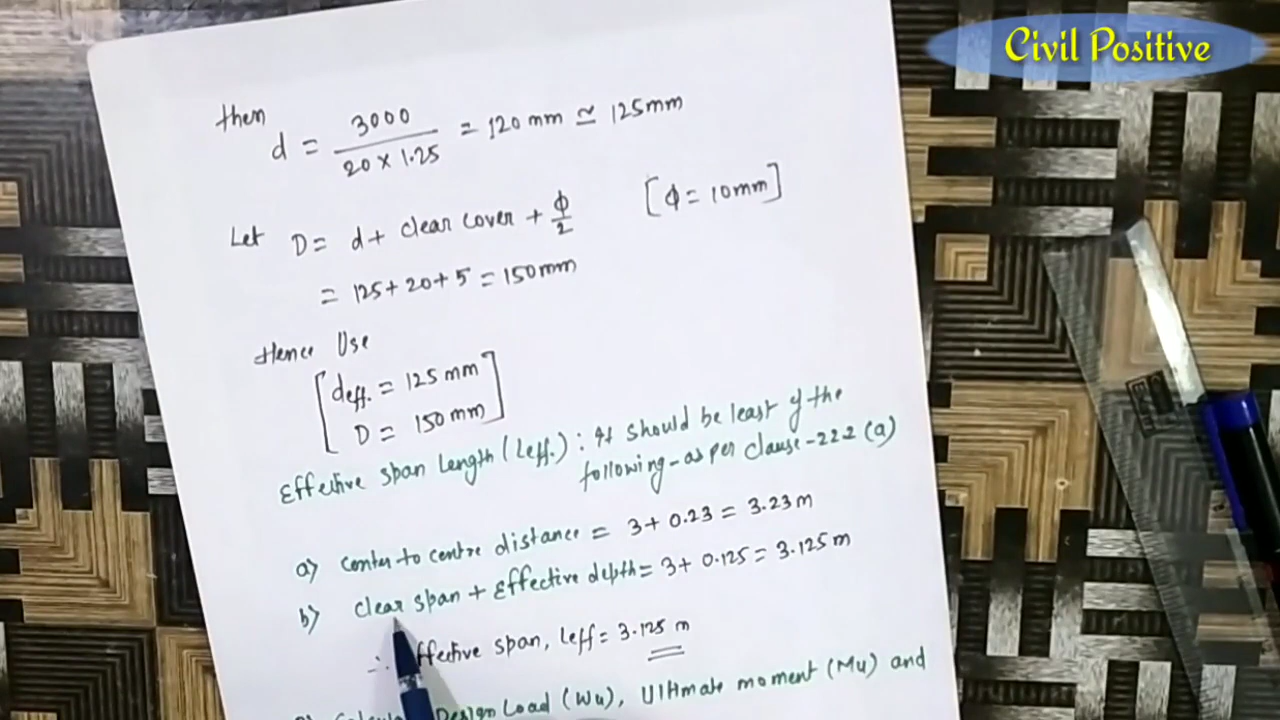 Civil Positive
then
d = 3000 / 20 × 1.25 = 120 mm ≃ 125mm
Let D = d + clear cover + ϕ/2 [ϕ = 10mm]
= 125 + 20 + 5 = 150mm
Hence Use
deff. = 125 mm
D = 150 mm
Effective span Length (Leff.) : It should be least of the
following - as per clause - 22.2 (a)
a) Center to centre distance = 3 + 0.23 = 3.23 m
b) clear span + Effective depth = 3 + 0.125 = 3.125 m
∴ Effective span, Leff = 3.125 m
Design Load (Wu), Ultimate moment (Mu) and